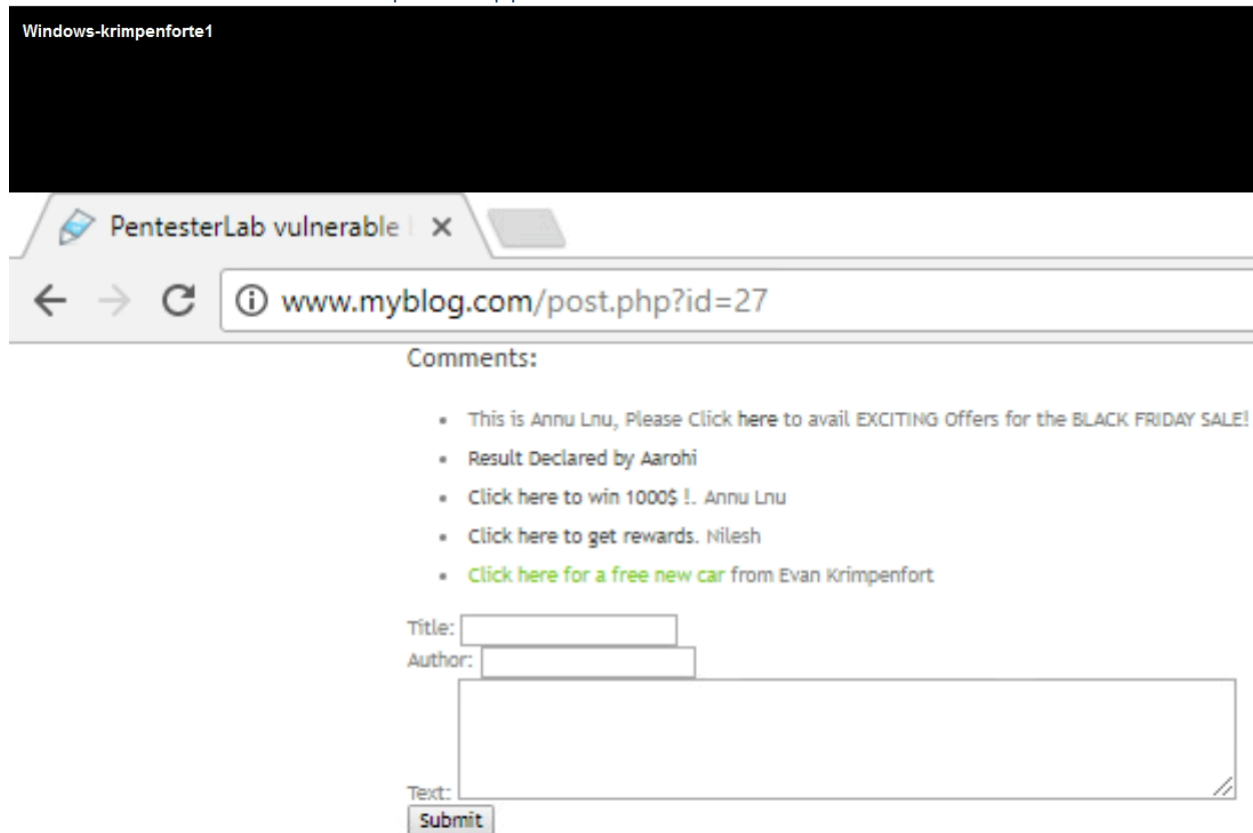 Windows-krimpenforte1
PentesterLab vulnerable
www.myblog.com/post.php?id=27
Comments:
This is Annu Lnu, Please Click here to avail EXCITING Offers for the BLACK FRIDAY SALE!
Result Declared by Aarohi
Click here to win 1000$ !. Annu Lnu
Click here to get rewards. Nilesh
Click here for a free new car from Evan Krimpenfort
Title:
Author:
Text:
Submit